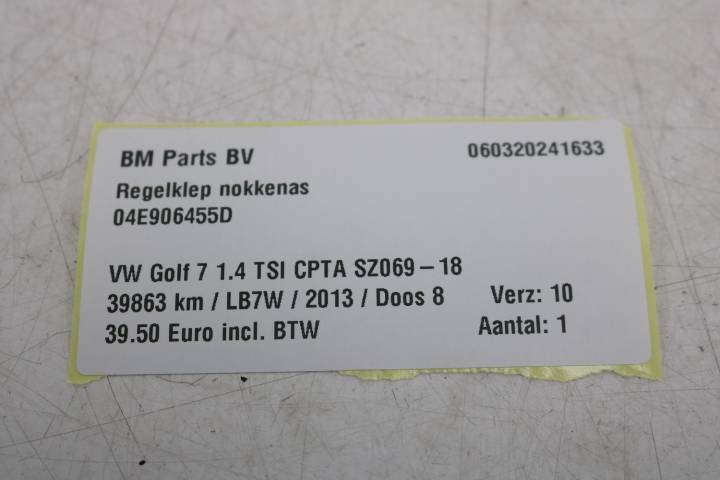 BM Parts BV 060320241633
Regelklep nokkenas
04E906455D
VW Golf 7 1.4 TSI CPTA SZ069-18
39863 km / LB7W / 2013 / Doos 8 Verz: 10
39.50 Euro incl. BTW Aantal: 1